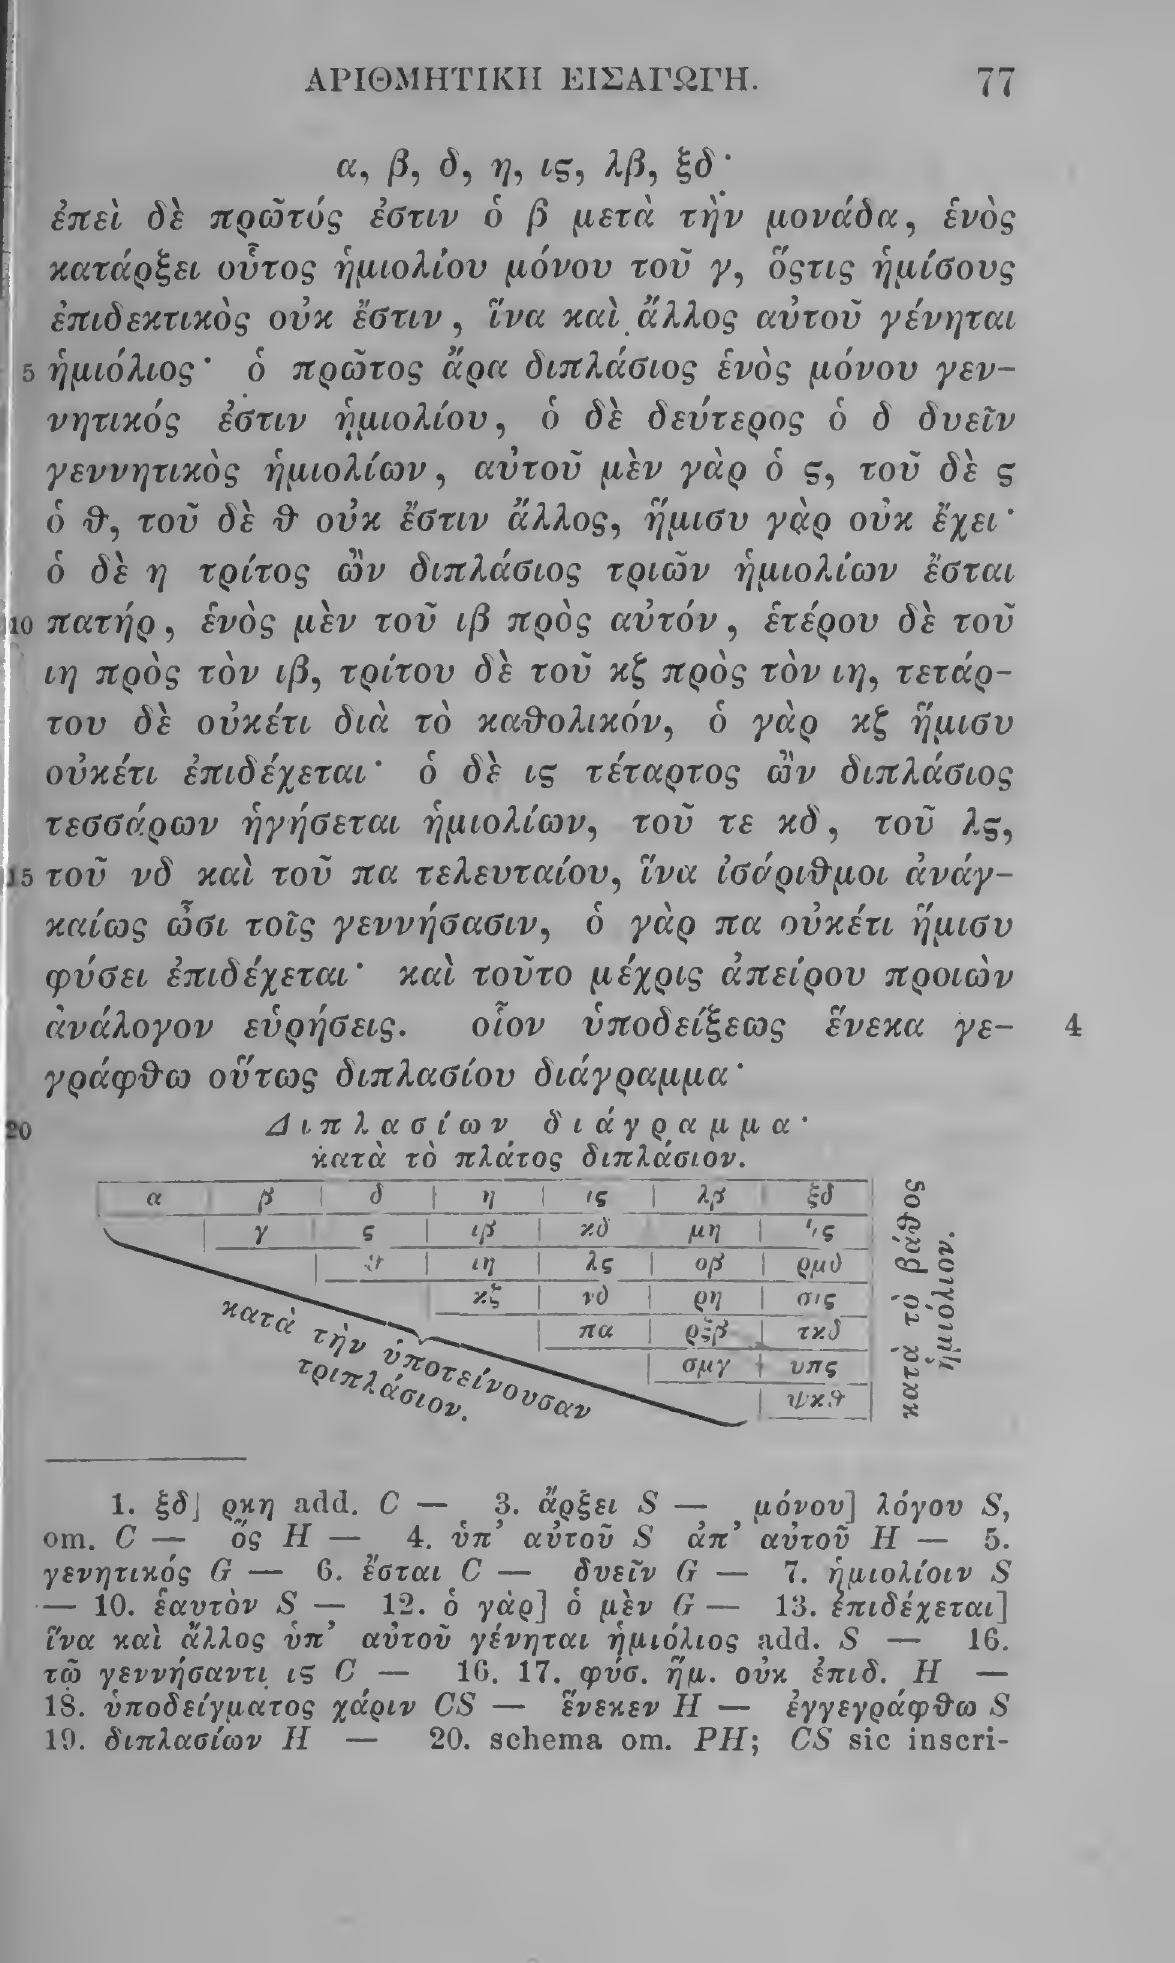 ΑΡΙΘΜΗΤΙΚΗ ΕΙΣΑΓΩΓΗ. 77
α, β, δ, η, ις, λβ, ξδ·
ἐπεὶ δὲ πρῶτός ἐστιν ὁ β μετὰ τὴν μονάδα, ἑνὸς
κατάρξει οὗτος ἡμιολίου μόνου τοῦ γ, ὅςτις ἡμίσους
ἐπιδεκτικὸς οὐκ ἔστιν, ἵνα καὶ ἄλλος αὐτοῦ γένηται
5 ἡμιόλιος· ὁ πρῶτος ἄρα διπλάσιος ἑνὸς μόνου γεν-
νητικός ἐστιν ἡμιολίου, ὁ δὲ δεύτερος ὁ δ δυεῖν
γεννητικὸς ἡμιολίων, αὐτοῦ μὲν γὰρ ὁ ς, τοῦ δὲ ς
ὁ ϑ, τοῦ δὲ ϑ οὐκ ἔστιν ἄλλος, ἥμισυ γὰρ οὐκ ἔχει·
ὁ δὲ η τρίτος ὢν διπλάσιος τριῶν ἡμιολίων ἔσται
10 πατήρ, ἑνὸς μὲν τοῦ ιβ πρὸς αὐτόν, ἑτέρου δὲ τοῦ
ιη πρὸς τὸν ιβ, τρίτου δὲ τοῦ κζ πρὸς τὸν ιη, τετάρ-
του δὲ οὐκέτι διὰ τὸ καϑολικόν, ὁ γὰρ κζ ἥμισυ
οὐκέτι ἐπιδέχεται· ὁ δὲ ις τέταρτος ὢν διπλάσιος
τεσσάρων ἡγήσεται ἡμιολίων, τοῦ τε κδ, τοῦ λς,
15 τοῦ νδ καὶ τοῦ πα τελευταίου, ἵνα ἰσάριϑμοι ἀνάγ-
καίως ὦσι τοῖς γεννήσασιν, ὁ γὰρ πα οὐκέτι ἥμισυ
φύσει ἐπιδέχεται· καὶ τοῦτο μέχρις ἀπείρου προιὼν
ἀνάλογον εὑρήσεις. οἷον ὑποδείξεως ἕνεκα γε- 4
γράφϑω οὕτως διπλασίου διάγραμμα·
20 Διπλασίων διάγραμμα·
κατὰ τὸ πλάτος διπλάσιον.
α β δ η ις λβ ξδ
γ ς ιβ κδ μη ϟς
ϑ ιη λς οβ ρμδ
κζ νδ ρη σις
πα ρξβ τκδ
σμγ υπς
ψκϑ
κατὰ τὴν ὑποτείνουσαν
τριπλάσιον.
κατὰ τὸ βάϑος
ἡμιόλιον.
1. ξδ] ρκη add. C — 3. ἄρξει S — μόνου] λόγου S,
om. C — ὃς H — 4. ὑπ’ αὐτοῦ S ἀπ’ αὐτοῦ H — 5.
γενητικός G — 6. ἔσται C — δυεῖν G — 7. ἡμιολίοιν S
— 10. ἑαυτὸν S — 12. ὁ γὰρ] ὁ μὲν G — 13. ἐπιδέχεται]
ἵνα καὶ ἄλλος ὑπ’ αὐτοῦ γένηται ἡμιόλιος add. S — 16.
τῶ γεννήσαντι ις C — 16. 17. φύσ. ἥμ. οὐκ ἐπιδ. H —
18. ὑποδείγματος χάριν CS — ἕνεκεν H — ἐγγεγράφϑω S
19. διπλασίων H — 20. schema om. PH; CS sic inscri-